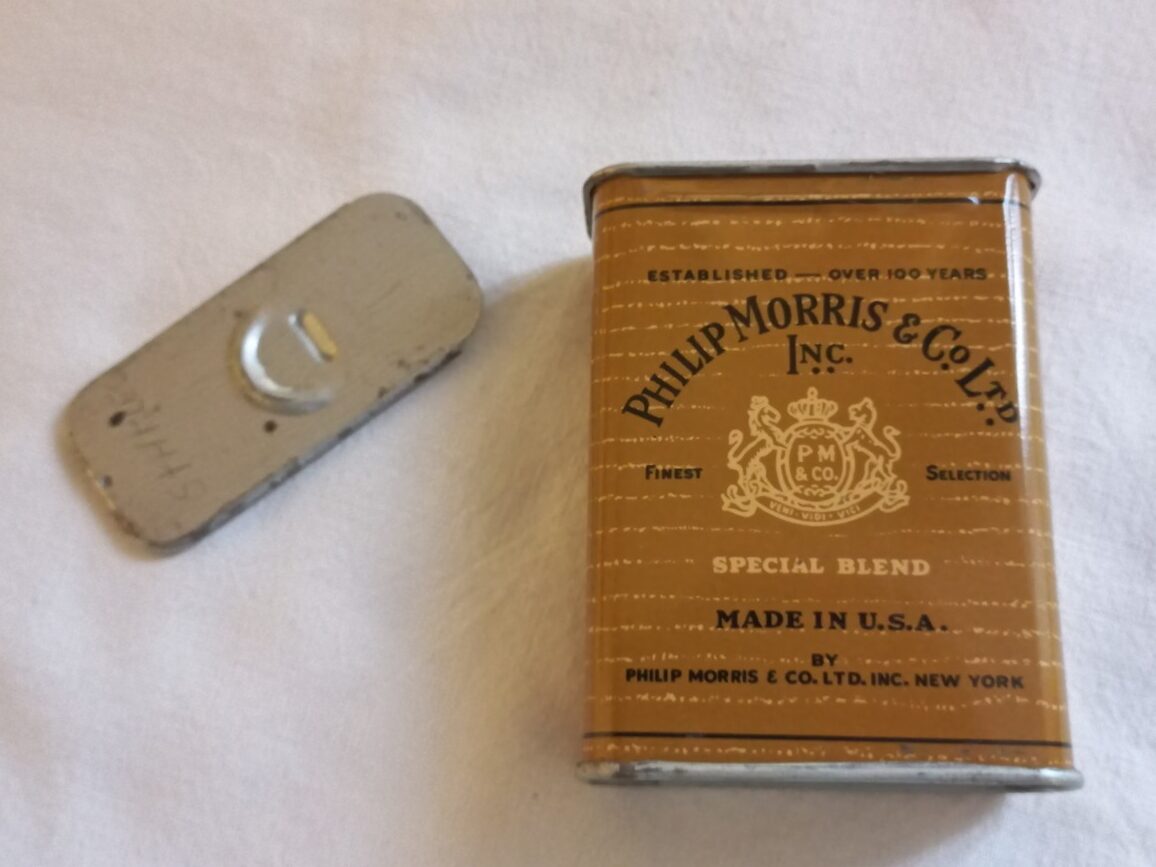 ESTABLISHED — OVER 100 YEARS
PHILIP MORRIS & CO. LTD.
INC.
P M
& CO.
FINEST
SELECTION
VENI · VIDI · VICI
SPECIAL BLEND
MADE IN U.S.A.
BY
PHILIP MORRIS & CO. LTD. INC. NEW YORK